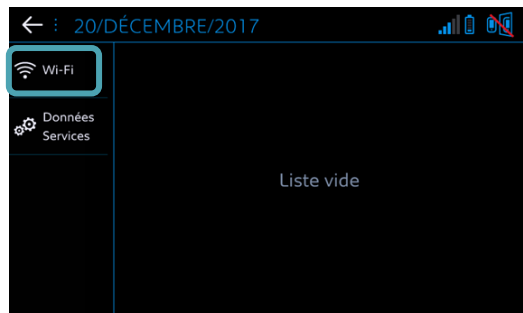 20/DÉCEMBRE/2017
Wi-Fi
Données
Services
Liste vide